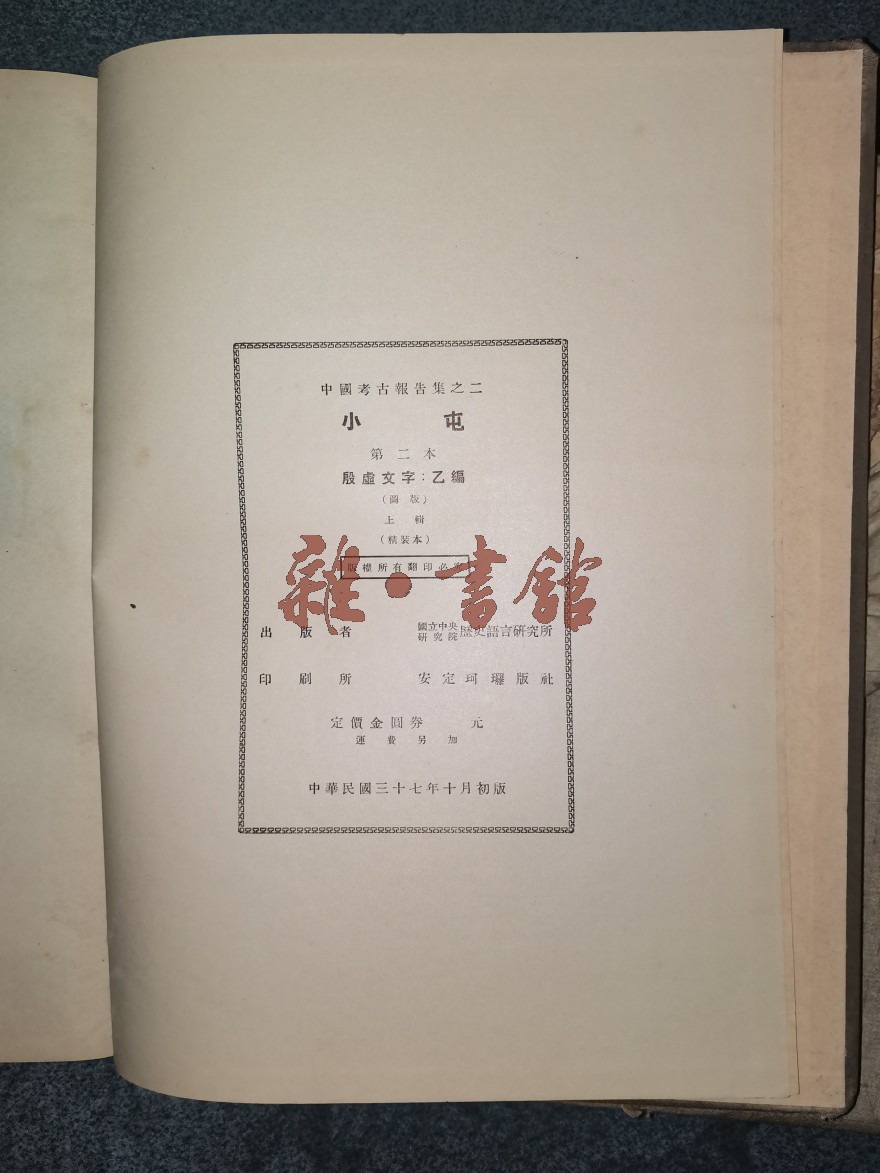 中國考古報告集之二
小 屯
第二本
殷虛文字：乙編
（圖版）
上輯
（精裝本）
版權所有翻印必究
雜·書館
出版者 國立中央研究院歷史語言研究所
印刷所 安定珂瓓版社
定價金圓券 元
運費另加
中華民國三十七年十月初版